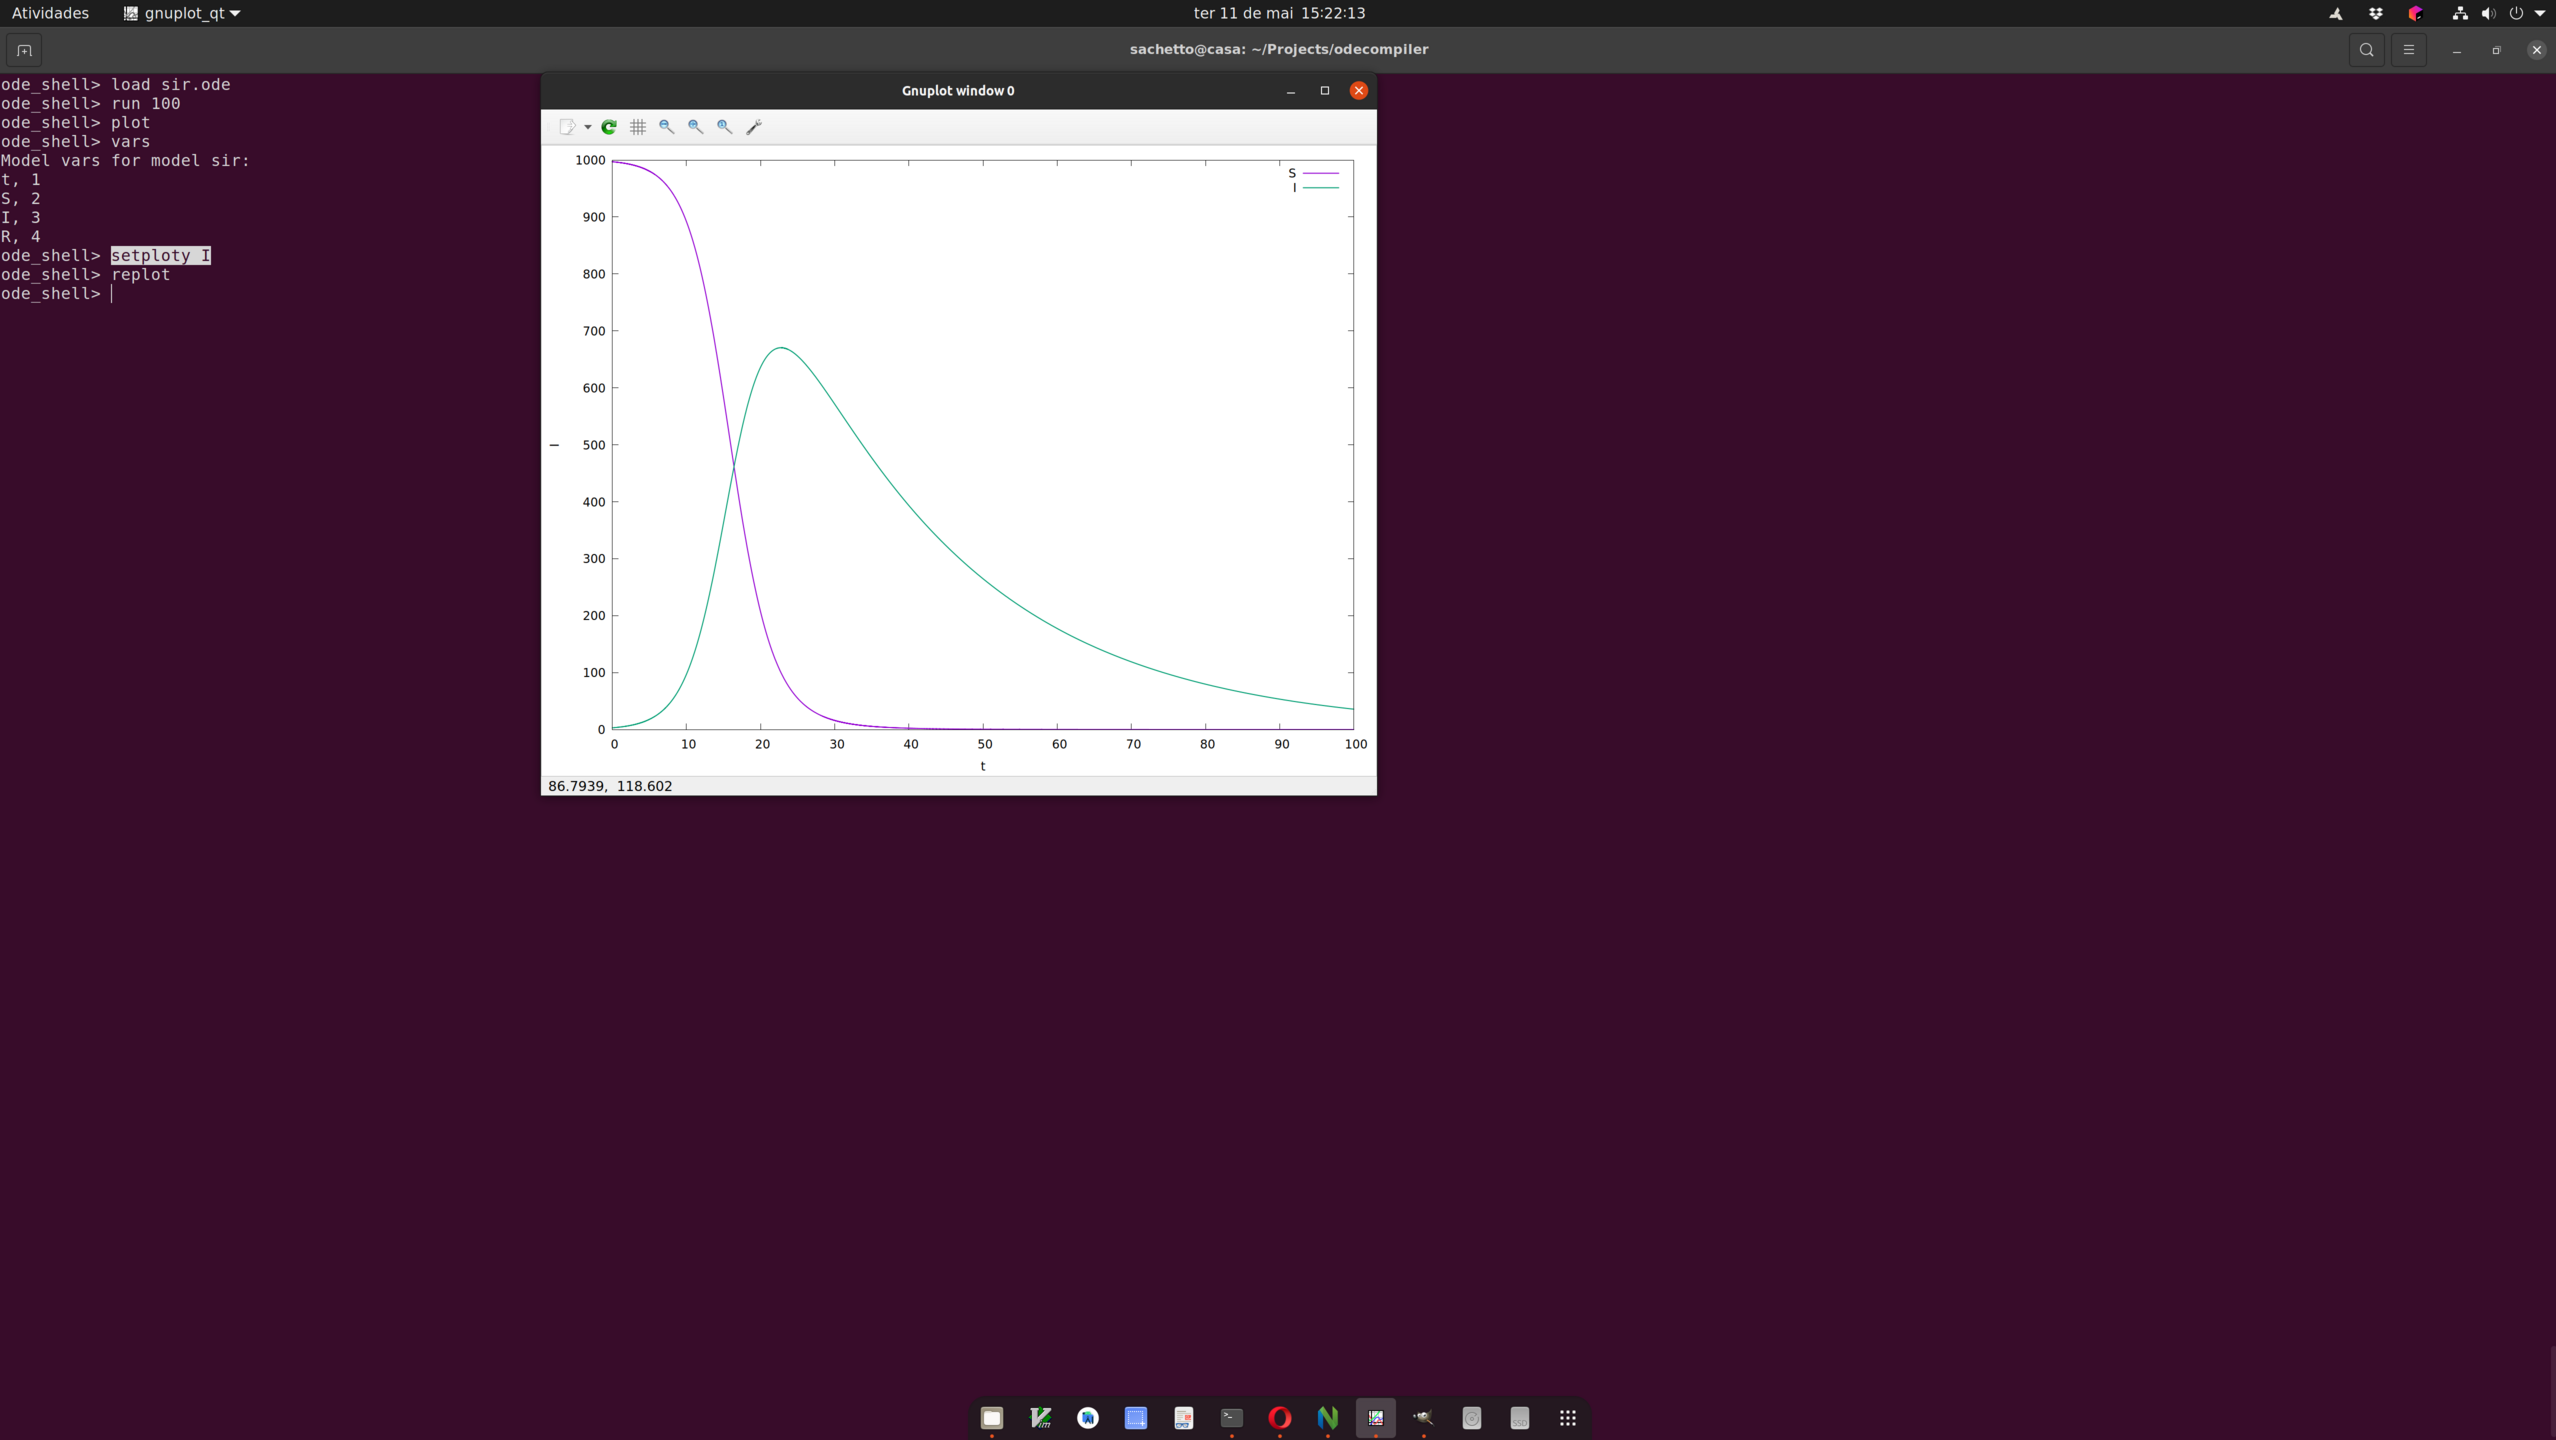 Atividades gnuplot_qt ter 11 de mai 15:22:13
sachetto@casa: ~/Projects/odecompiler
ode_shell> load sir.ode
ode_shell> run 100
ode_shell> plot
ode_shell> vars
Model vars for model sir:
t, 1
S, 2
I, 3
R, 4
ode_shell> setploty I
ode_shell> replot
ode_shell>
Gnuplot window 0
S
I
1000
900
800
700
600
500
400
300
200
100
0
I
0 10 20 30 40 50 60 70 80 90 100
t
86.7939, 118.602
SSD